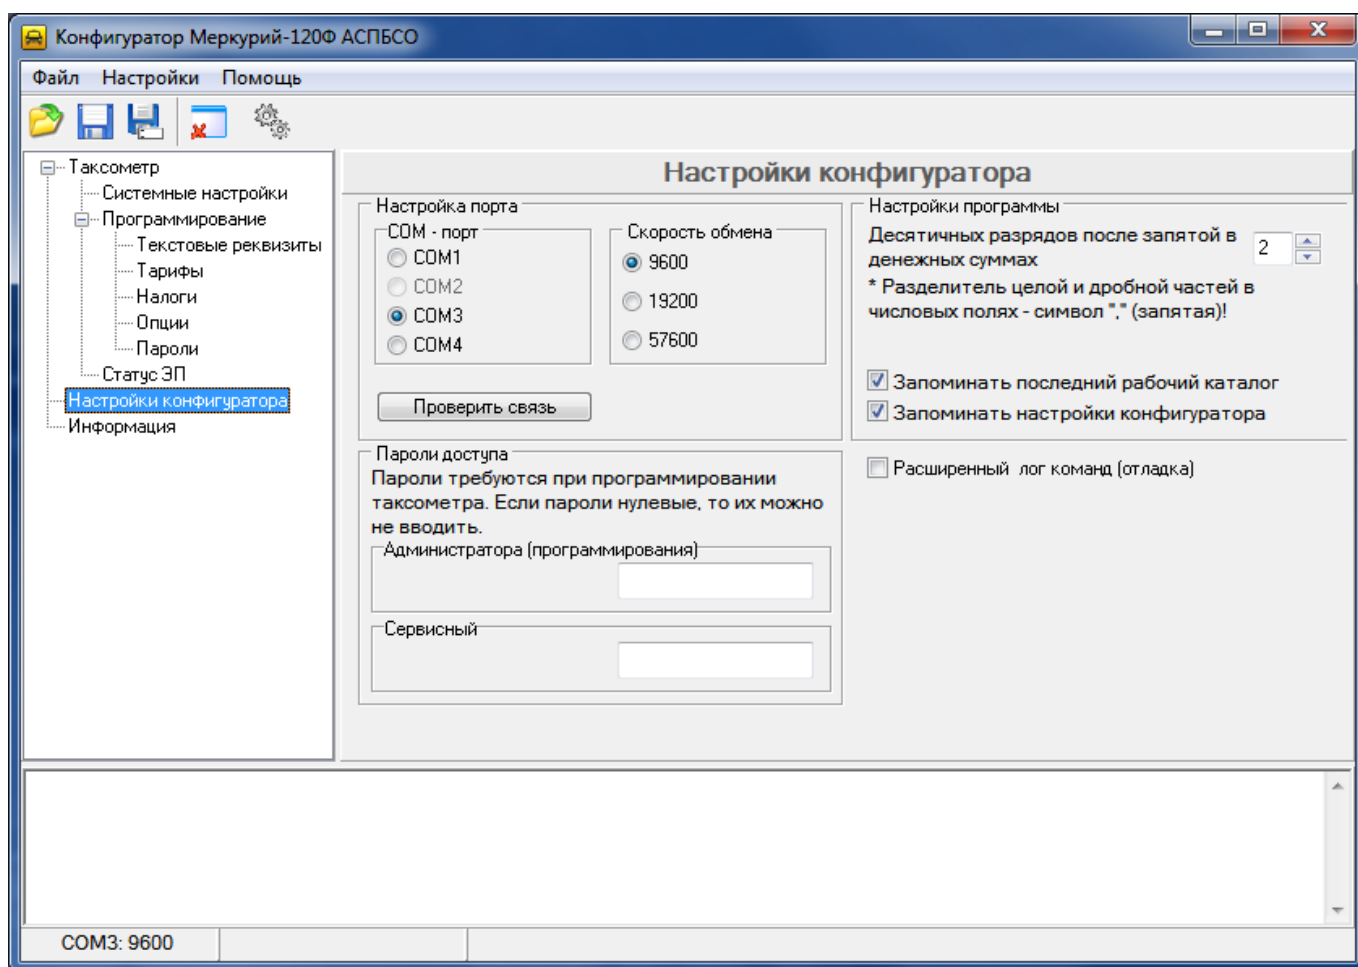 Конфигуратор Меркурий-120Ф АСПБСО
Файл Настройки Помощь
Таксометр
Системные настройки
Программирование
Текстовые реквизиты
Тарифы
Налоги
Опции
Пароли
Статус ЭП
Настройки конфигуратора
Информация
Настройки конфигуратора
Настройка порта
COM - порт
COM1
COM2
COM3
COM4
Скорость обмена
9600
19200
57600
Проверить связь
Настройки программы
Десятичных разрядов после запятой в
денежных суммах
2
* Разделитель целой и дробной частей в
числовых полях - символ "," (запятая)!
Запоминать последний рабочий каталог
Запоминать настройки конфигуратора
Пароли доступа
Пароли требуются при программировании
таксометра. Если пароли нулевые, то их можно
не вводить.
Администратора (программирования)
Сервисный
Расширенный лог команд (отладка)
COM3: 9600